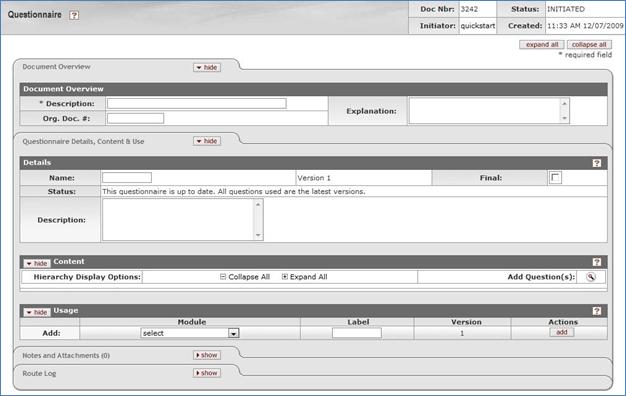 Questionnaire ?
Doc Nbr: 3242 Status: INITIATED
Initiator: quickstart Created: 11:33 AM 12/07/2009
expand all collapse all
* required field
Document Overview hide
Document Overview
* Description: Explanation:
Org. Doc. #:
Questionnaire Details, Content & Use hide
Details ?
Name: Version 1 Final:
Status: This questionnaire is up to date. All questions used are the latest versions.
Description:
hide Content ?
Hierarchy Display Options: Collapse All Expand All Add Question(s):
hide Usage ?
Module Label Version Actions
Add: select 1 add
Notes and Attachments (0) show
Route Log show